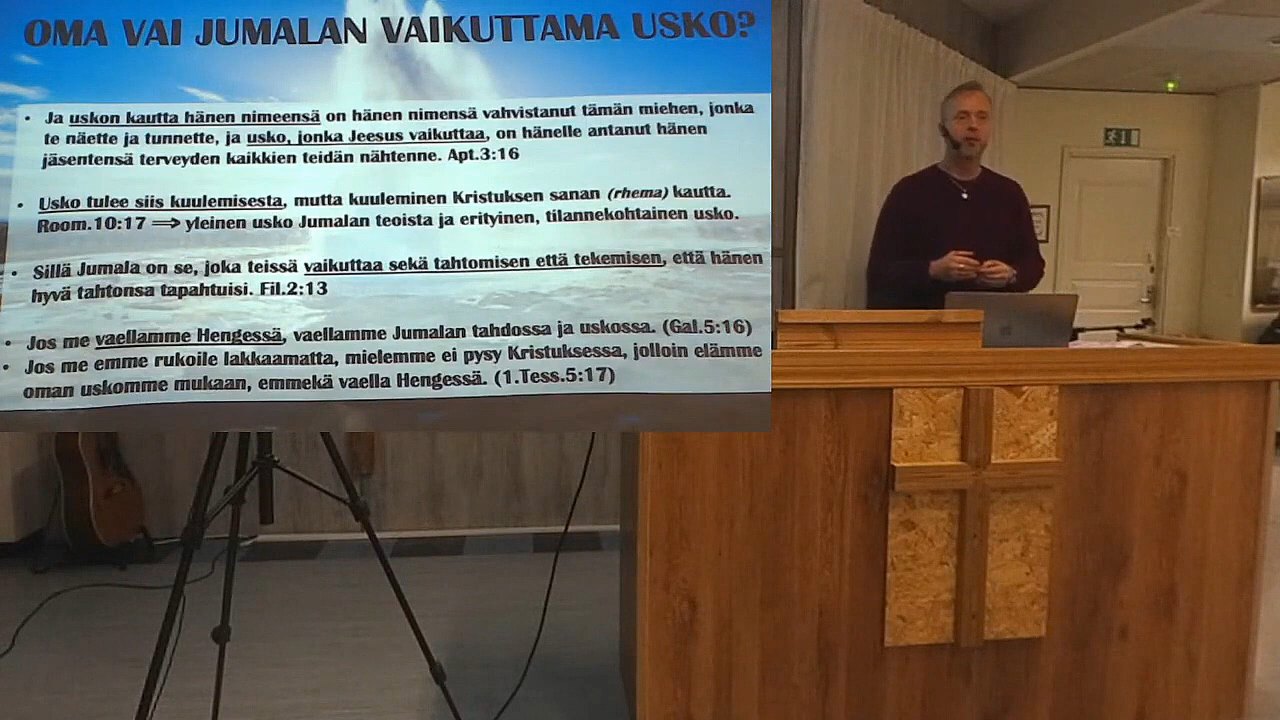 OMA VAI JUMALAN VAIKUTTAMA USKO?
• Ja uskon kautta hänen nimeensä on hänen nimensä vahvistanut tämän miehen, jonka
te näette ja tunnette, ja usko, jonka Jeesus vaikuttaa, on hänelle antanut hänen
jäsentensä terveyden kaikkien teidän nähtenne. Apt.3:16
• Usko tulee siis kuulemisesta, mutta kuuleminen Kristuksen sanan (rhema) kautta.
Room.10:17 ⟹ yleinen usko Jumalan teoista ja erityinen, tilannekohtainen usko.
• Sillä Jumala on se, joka teissä vaikuttaa sekä tahtomisen että tekemisen, että hänen
hyvä tahtonsa tapahtuisi. Fil.2:13
• Jos me vaellamme Hengessä, vaellamme Jumalan tahdossa ja uskossa. (Gal.5:16)
• Jos me emme rukoile lakkaamatta, mielemme ei pysy Kristuksessa, jolloin elämme
oman uskomme mukaan, emmekä vaella Hengessä. (1.Tess.5:17)